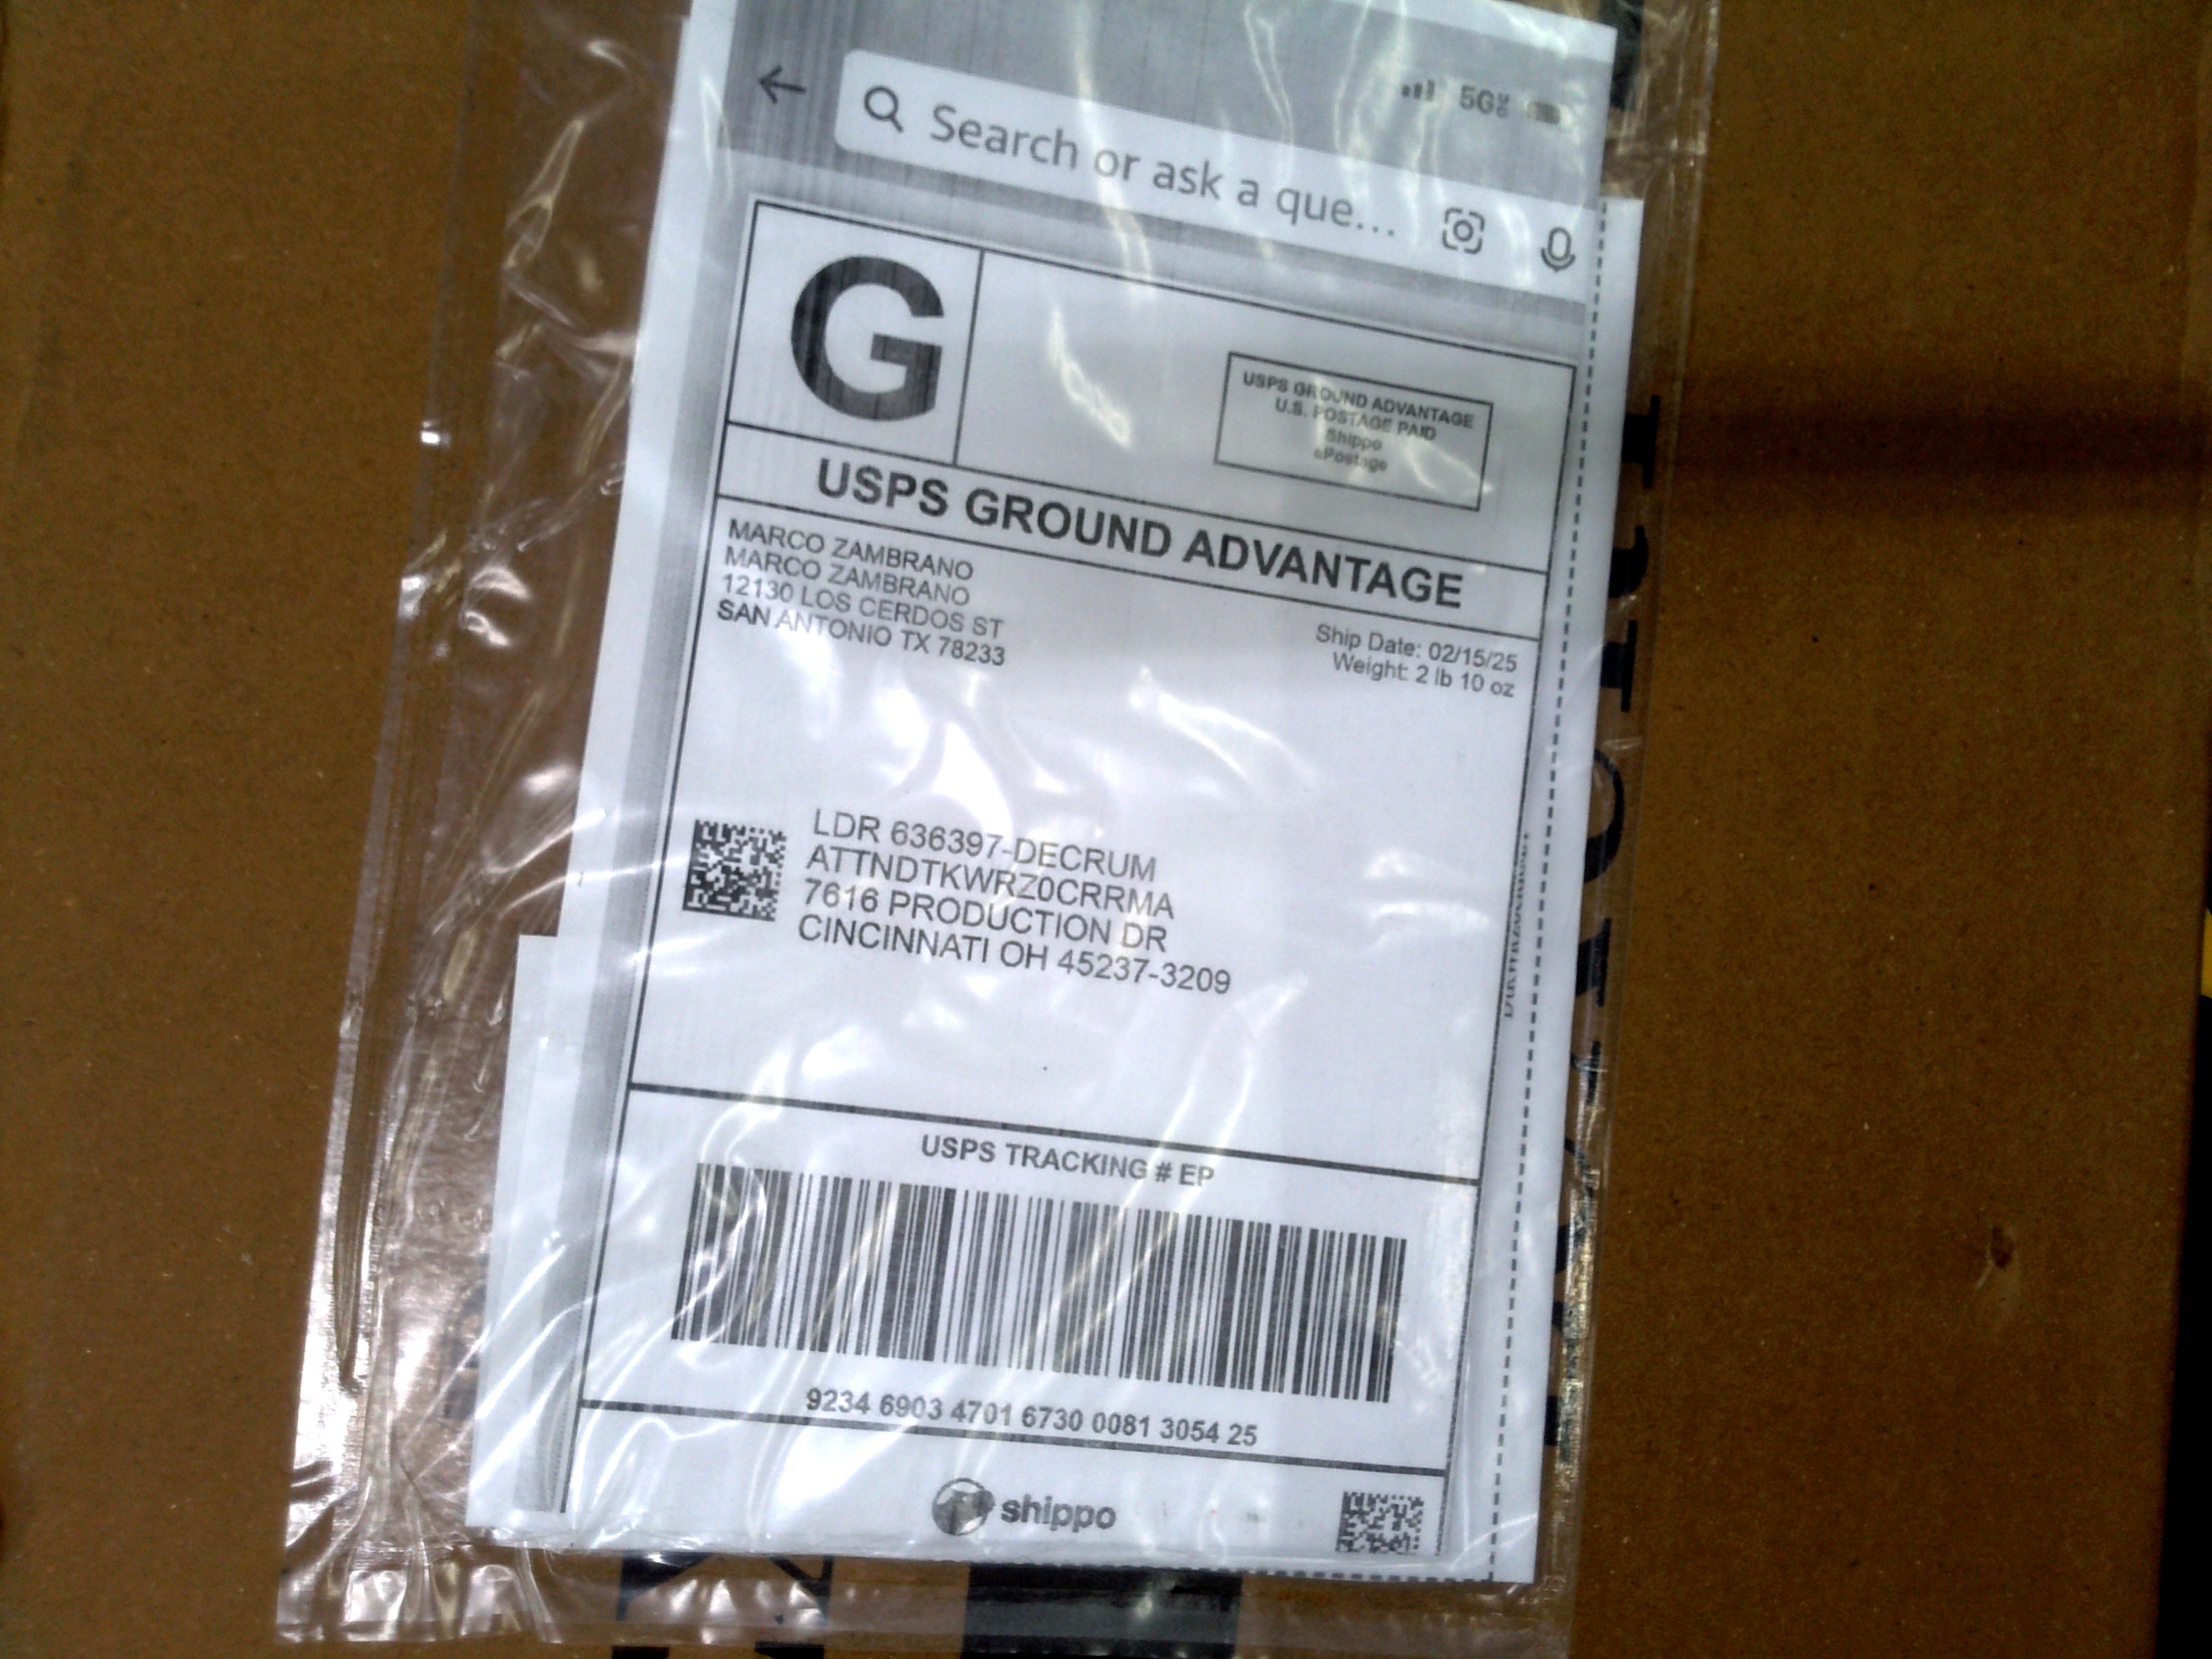 5G
Search or ask a que...
G
USPS GROUND ADVANTAGE
U.S. POSTAGE PAID
Shippo
ePostage
USPS GROUND ADVANTAGE
MARCO ZAMBRANO
MARCO ZAMBRANO
12130 LOS CERDOS ST
SAN ANTONIO TX 78233
Ship Date: 02/15/25
Weight: 2 lb 10 oz
LDR 636397-DECRUM
ATTNDTKWRZ0CRRMA
7616 PRODUCTION DR
CINCINNATI OH 45237-3209
USPS TRACKING # EP
9234 6903 4701 6730 0081 3054 25
shippo